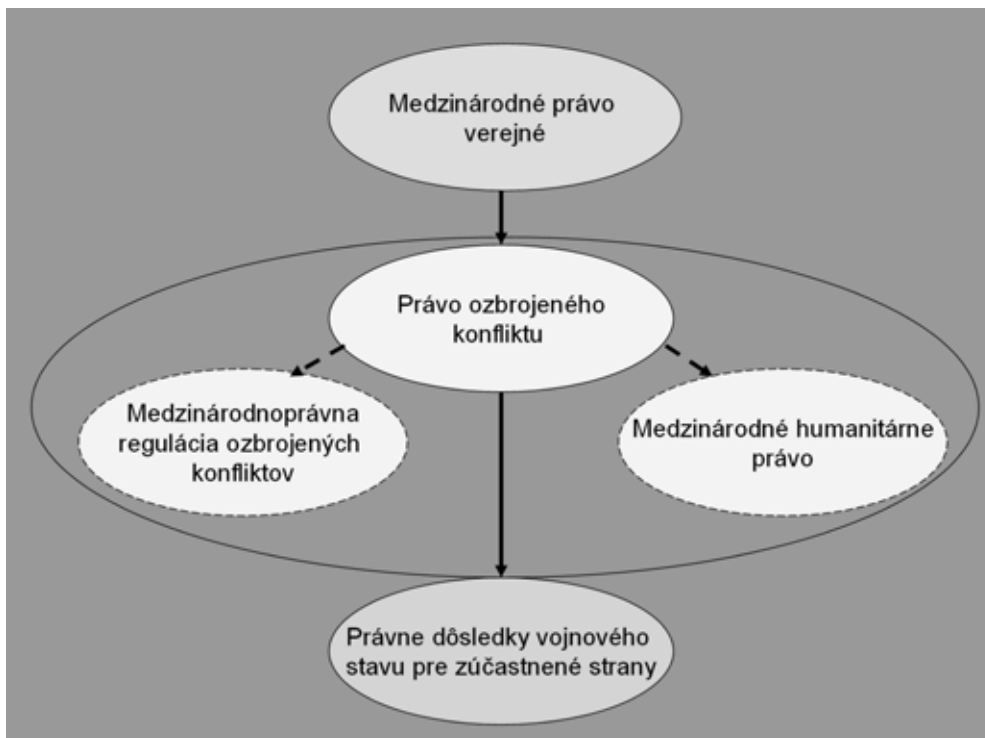 Medzinárodné právo
verejné
Právo ozbrojeného
konfliktu
Medzinárodnoprávna
regulácia ozbrojených
konfliktov
Medzinárodné humanitárne
právo
Právne dôsledky vojnového
stavu pre zúčastnené strany